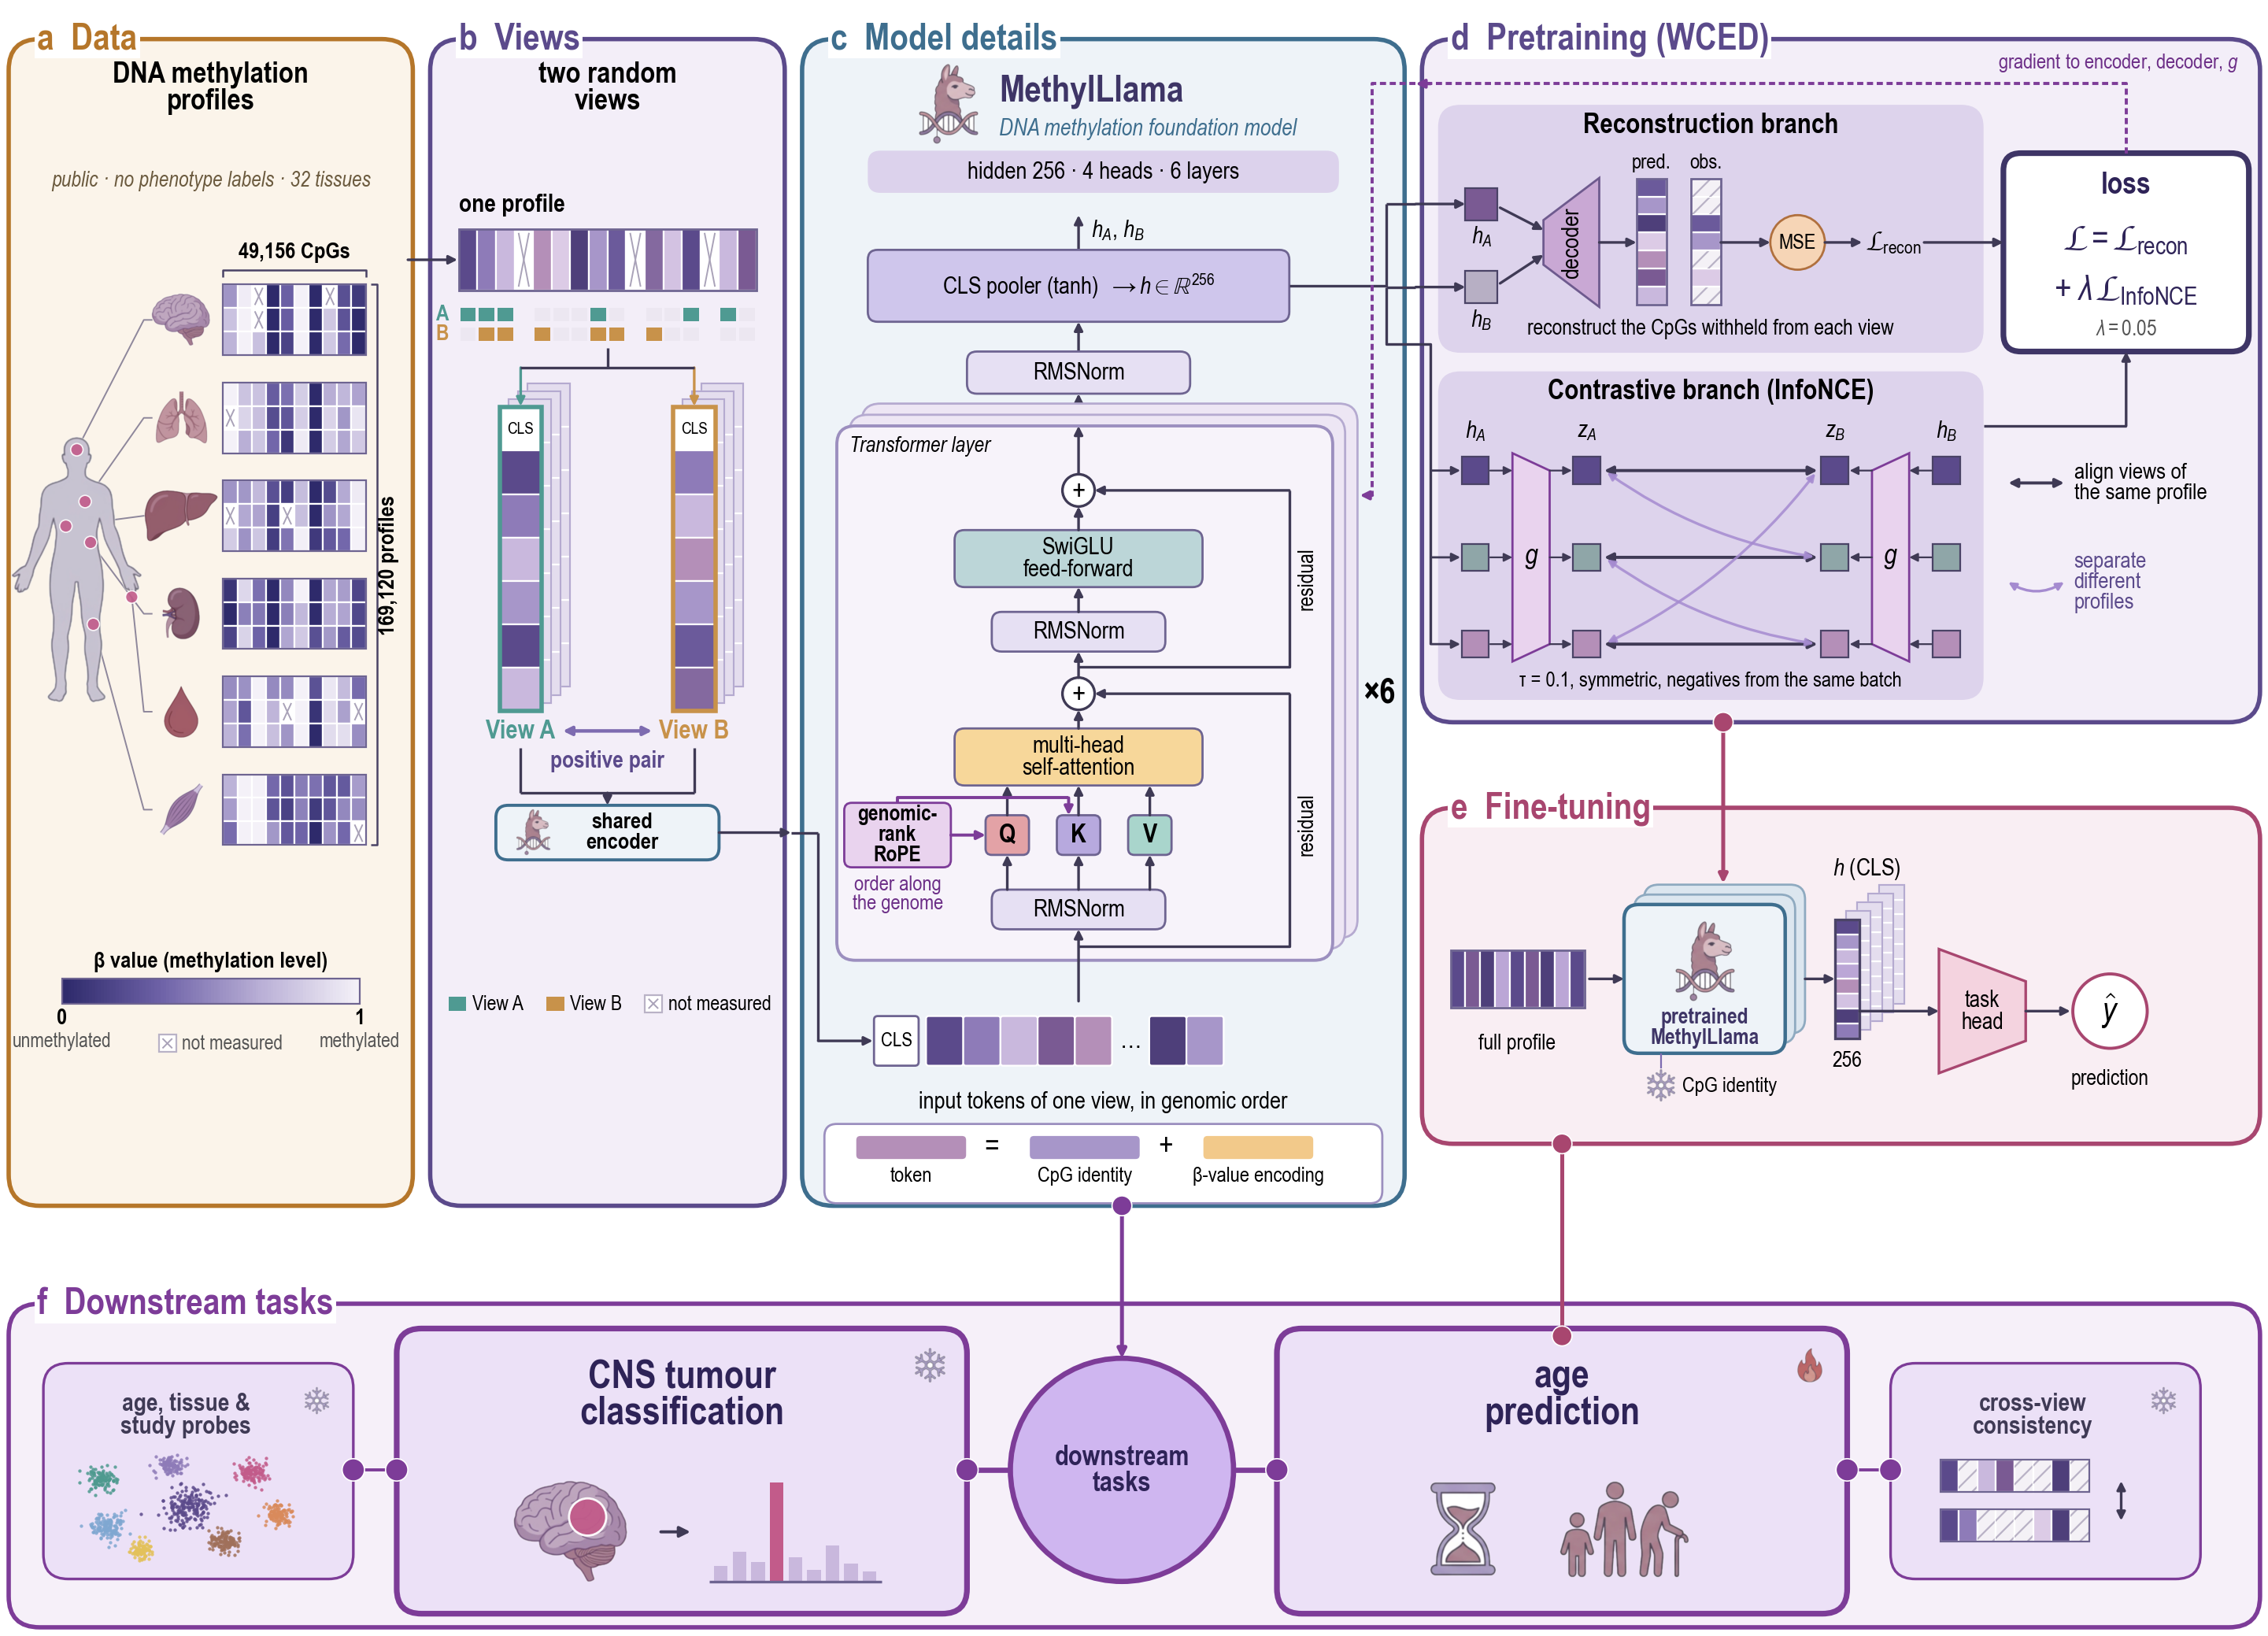 a Data
DNA methylation
profiles
public · no phenotype labels · 32 tissues
49,156 CpGs
169,120 profiles
β value (methylation level)
0
1
unmethylated
not measured
methylated
b Views
two random
views
one profile
A
B
CLS
CLS
View A
View B
positive pair
shared
encoder
View A
View B
not measured
c Model details
MethylLlama
DNA methylation foundation model
hidden 256 · 4 heads · 6 layers
hA, hB
CLS pooler (tanh) → h ∈ ℝ256
RMSNorm
Transformer layer
+
SwiGLU
feed-forward
residual
RMSNorm
+
×6
multi-head
self-attention
genomic-
rank
RoPE
Q
K
V
residual
order along
the genome
RMSNorm
CLS
...
input tokens of one view, in genomic order
=
+
token
CpG identity
β-value encoding
d Pretraining (WCED)
gradient to encoder, decoder, g
Reconstruction branch
pred.
obs.
hA
hB
decoder
MSE
ℒrecon
reconstruct the CpGs withheld from each view
loss
ℒ = ℒrecon
+ λ ℒInfoNCE
λ = 0.05
Contrastive branch (InfoNCE)
hA
zA
zB
hB
g
g
τ = 0.1, symmetric, negatives from the same batch
align views of
the same profile
separate
different
profiles
e Fine-tuning
h (CLS)
pretrained
MethylLlama
full profile
CpG identity
256
task
head
ŷ
prediction
f Downstream tasks
age, tissue &
study probes
CNS tumour
classification
downstream
tasks
age
prediction
cross-view
consistency